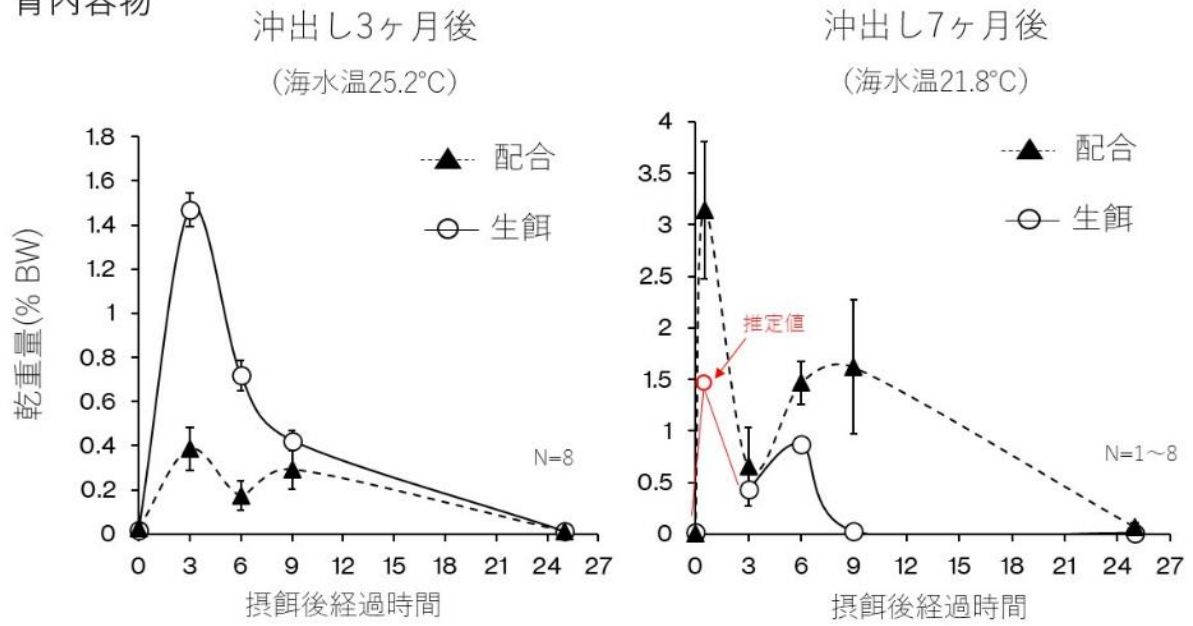 胃内容物
沖出し3ヶ月後
(海水温25.2℃)
乾重量(% BW)
1.8
1.6
1.4
1.2
1
0.8
0.6
0.4
0.2
0
配合
生餌
N=8
0 3 6 9 12 15 18 21 24 27
摂餌後経過時間
沖出し7ヶ月後
(海水温21.8℃)
4
3.5
3
2.5
2
1.5
1
0.5
0
配合
生餌
推定値
N=1~8
0 3 6 9 12 15 18 21 24 27
摂餌後経過時間